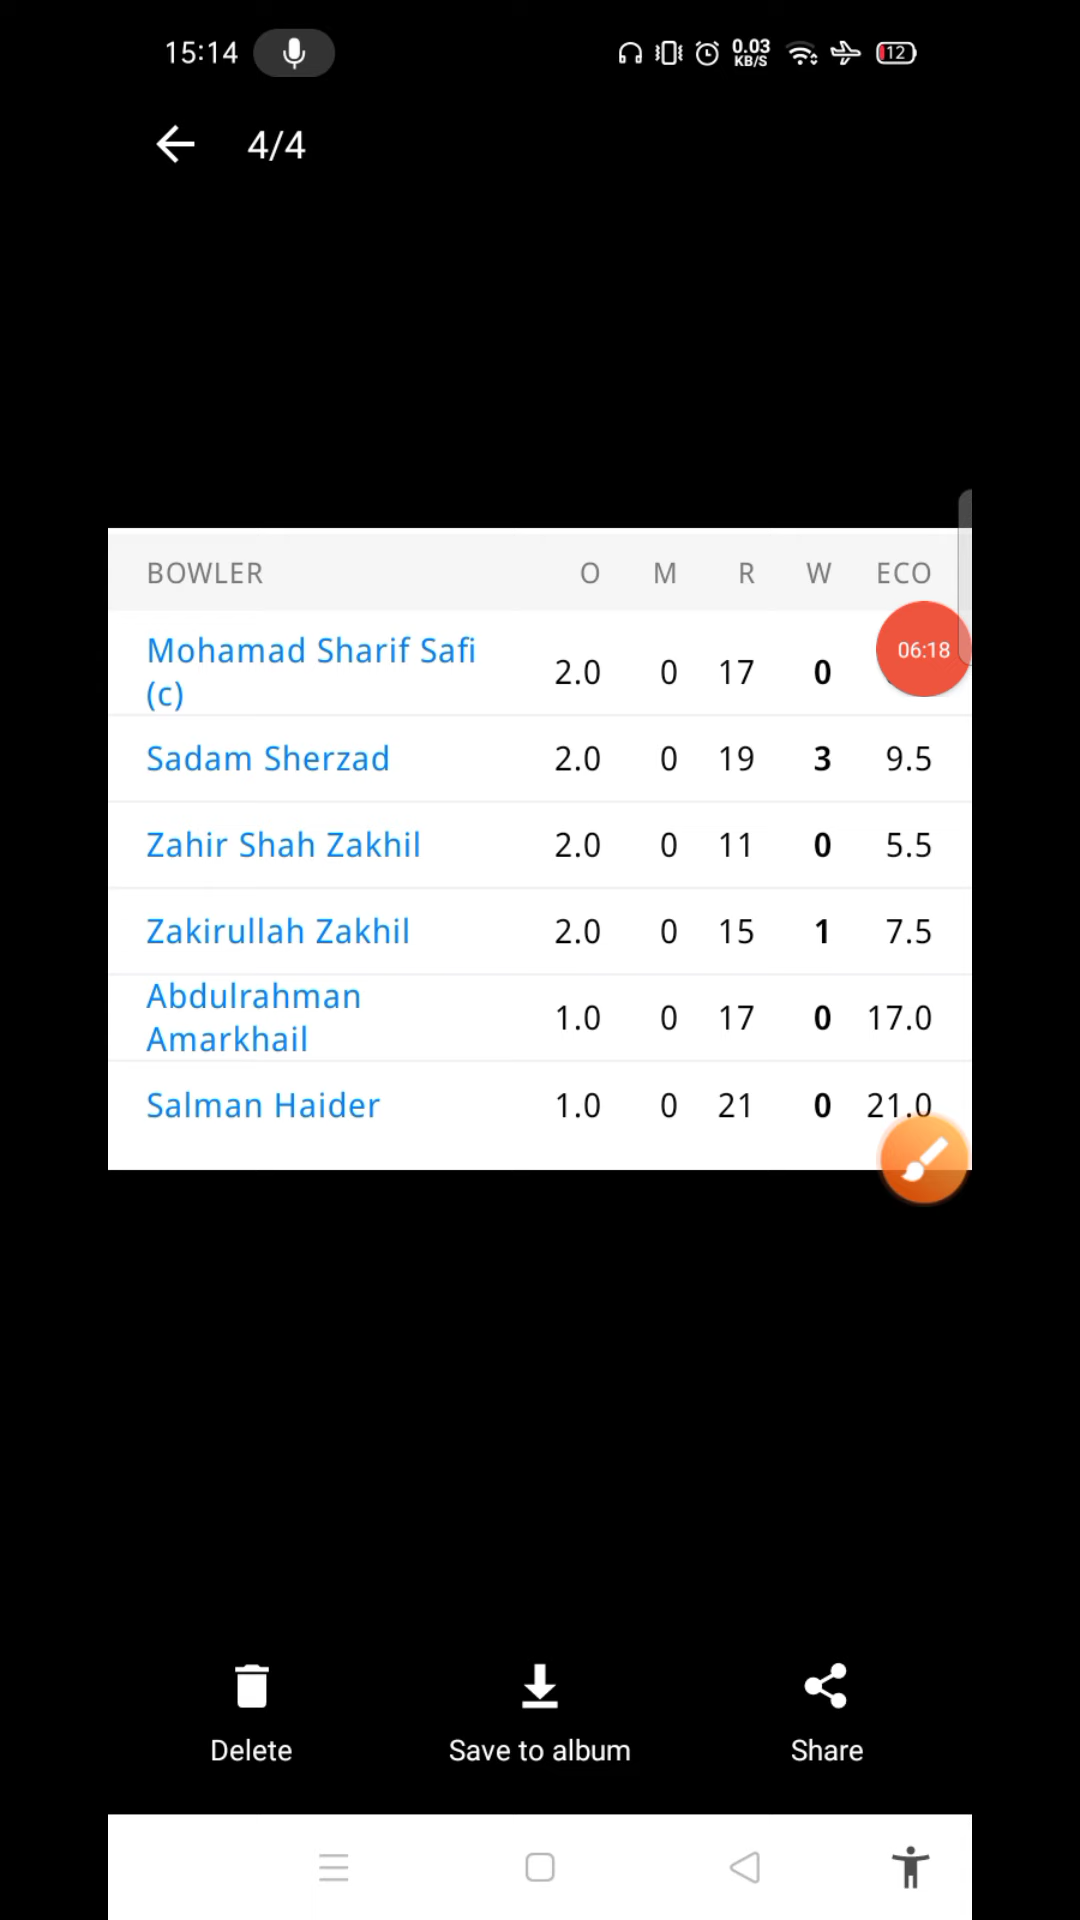 15:14 0.03 KB/S 12
4/4
BOWLER O M R W ECO
Mohamad Sharif Safi (c) 2.0 0 17 0
06:18
Sadam Sherzad 2.0 0 19 3 9.5
Zahir Shah Zakhil 2.0 0 11 0 5.5
Zakirullah Zakhil 2.0 0 15 1 7.5
Abdulrahman Amarkhail 1.0 0 17 0 17.0
Salman Haider 1.0 0 21 0 21.0
Delete Save to album Share